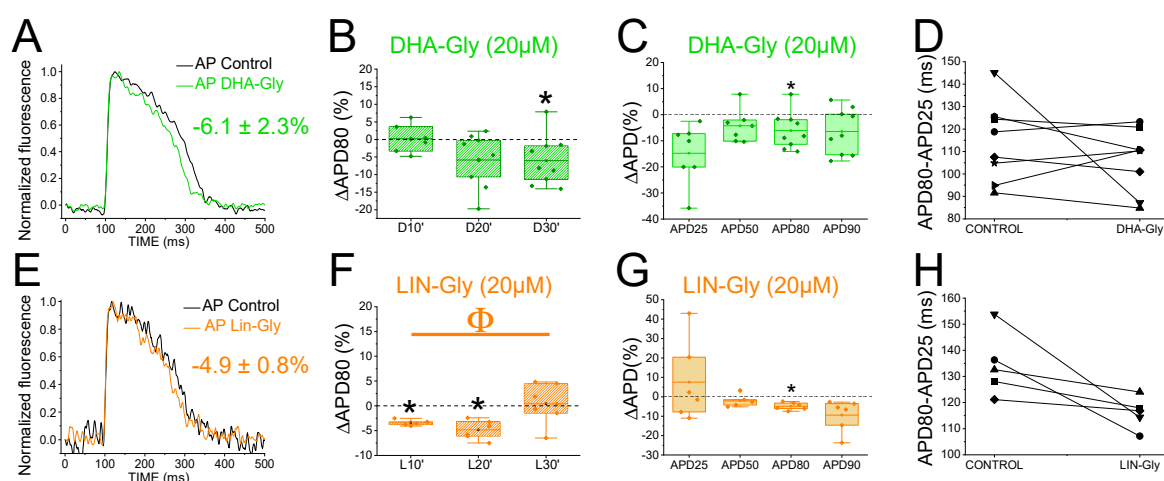 A
Normalized fluorescence
1.0
0.8
0.6
0.4
0.2
0.0
AP Control
AP DHA-Gly
-6.1 ± 2.3%
0 100 200 300 400 500
TIME (ms)
B
DHA-Gly (20µM)
ΔAPD80 (%)
20
15
10
5
0
-5
-10
-15
-20
*
D10' D20' D30'
C
DHA-Gly (20µM)
ΔAPD(%)
20
10
0
-10
-20
-30
-40
*
APD25 APD50 APD80 APD90
D
APD80-APD25 (ms)
150
140
130
120
110
100
90
80
CONTROL DHA-Gly
E
Normalized fluorescence
1.0
0.8
0.6
0.4
0.2
0.0
AP Control
AP Lin-Gly
-4.9 ± 0.8%
0 100 200 300 400 500
TIME (ms)
F
LIN-Gly (20µM)
ΔAPD80 (%)
20
15
10
5
0
-5
-10
Φ
* *
L10' L20' L30'
G
LIN-Gly (20µM)
ΔAPD(%)
50
40
30
20
10
0
-10
-20
-30
*
APD25 APD50 APD80 APD90
H
APD80-APD25 (ms)
160
150
140
130
120
110
100
CONTROL LIN-Gly